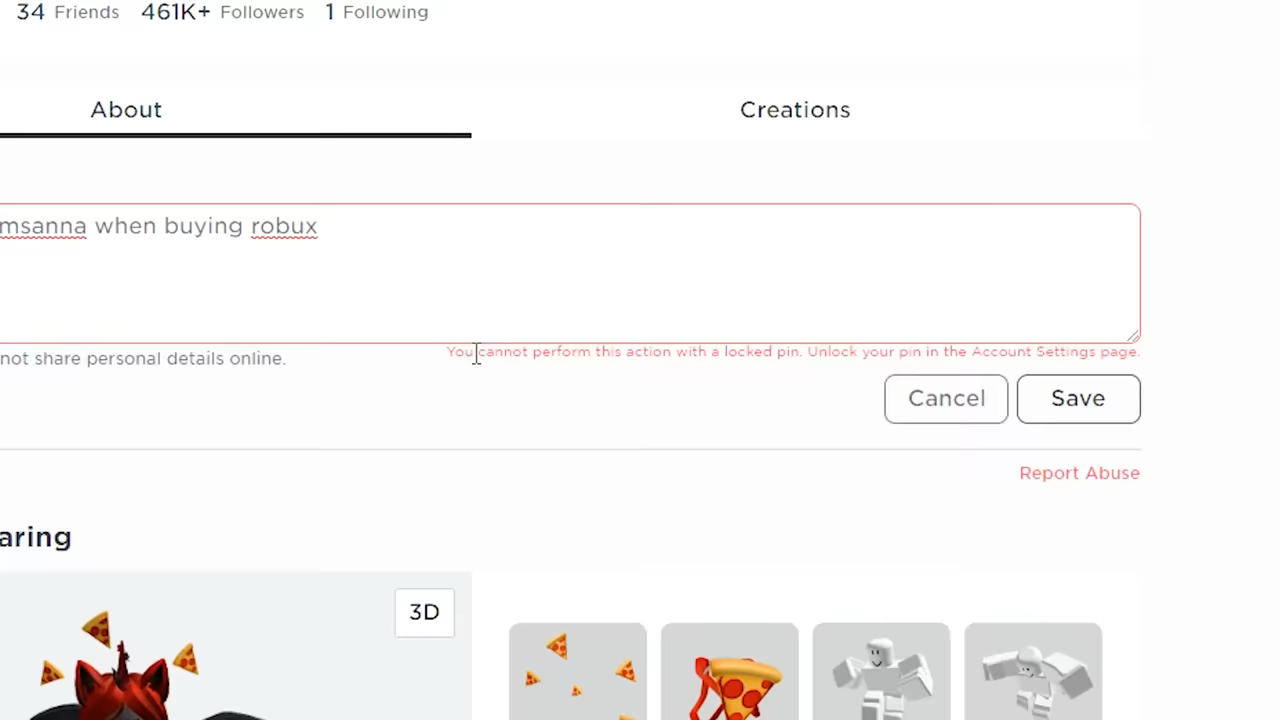 34 Friends 461K+ Followers 1 Following
About Creations
msanna when buying robux
not share personal details online. You cannot perform this action with a locked pin. Unlock your pin in the Account Settings page.
Cancel Save
Report Abuse
aring
3D